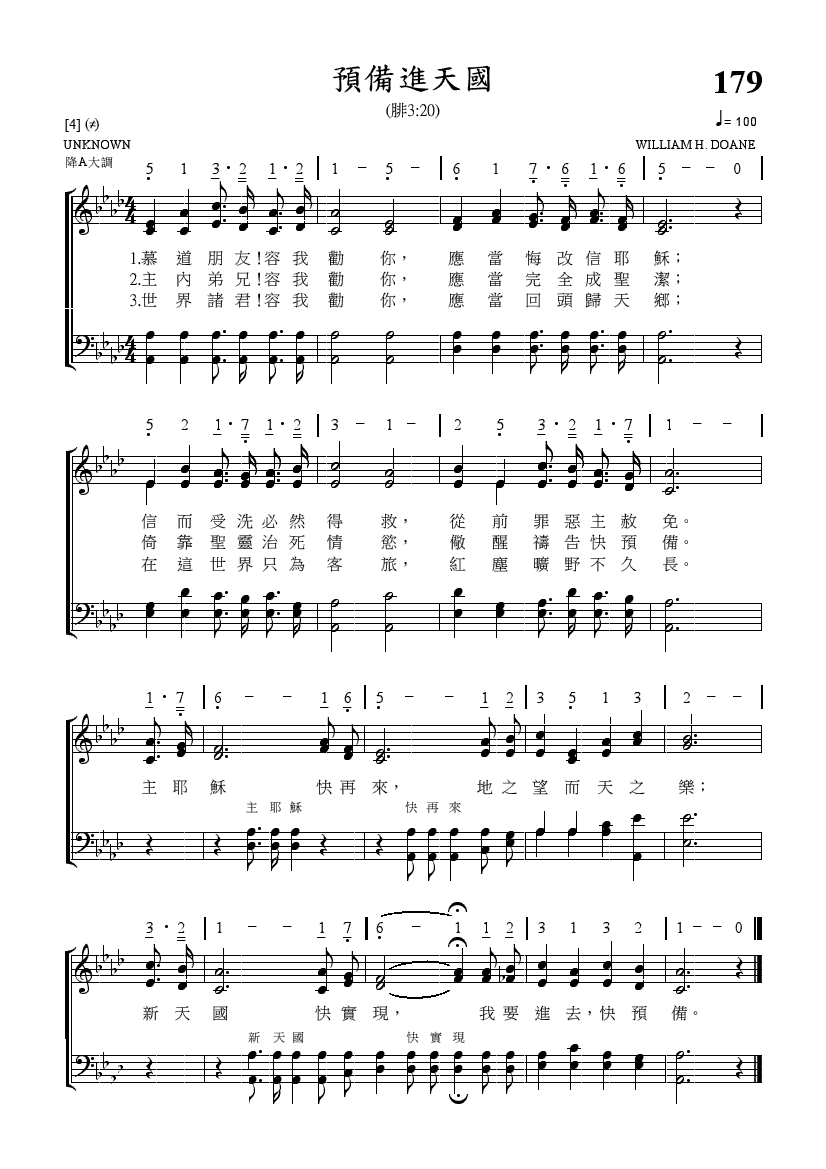 預備進天國
179
(腓3:20)
[4] (≠)
♩= 100
UNKNOWN
WILLIAM H. DOANE
降A大調
5 1 3· 2 1· 2 | 1 – 5 – | 6 1 7· 6 1· 6 | 5 – – 0 |
4 4
1.慕道朋友!容我勸你，應當悔改信耶穌；
2.主內弟兄!容我勸你，應當完全成聖潔；
3.世界諸君!容我勸你，應當回頭歸天鄉；
4 4
5 2 1· 7 1· 2 | 3 – 1 – | 2 5 3· 2 1· 7 | 1 – – |
信而受洗必然得救，從前罪惡主赦免。
倚靠聖靈治死情慾，儆醒禱告快預備。
在這世界只為客旅，紅塵曠野不久長。
1· 7 | 6 – – 1 6 | 5 – – 1 2 | 3 5 1 3 | 2 – – |
主耶穌快再來，地之望而天之樂；
主耶穌 快再來
3· 2 | 1 – – 1 7 | 6 – 1 1 2 | 3 1 3 2 | 1 – – 0
新天國快實現，我要進去，快預備。
新天國 快實現